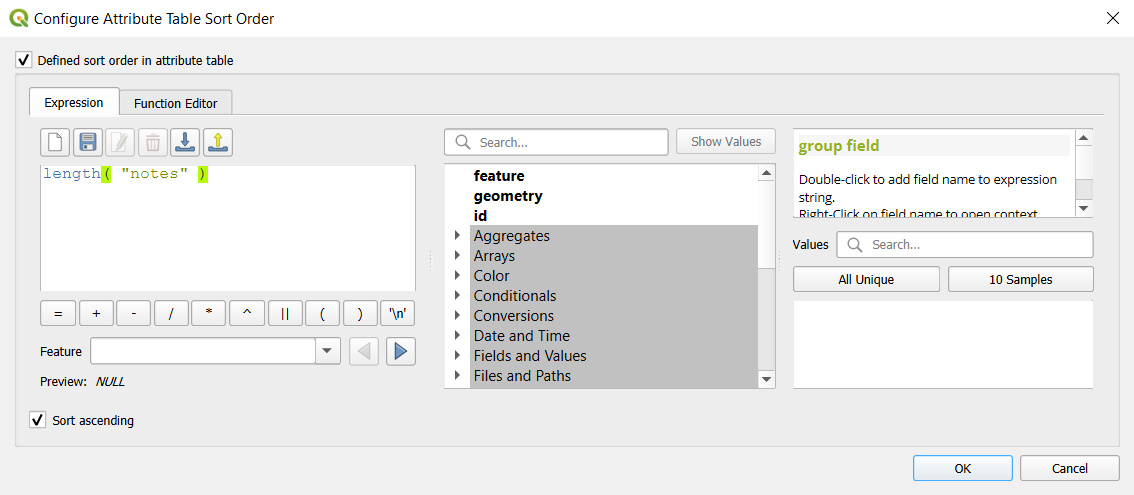 Configure Attribute Table Sort Order
Defined sort order in attribute table
Expression
Function Editor
length( "notes" )
= + - / * ^ || ( ) '\n'
Feature
Preview: NULL
Sort ascending
Search...
Show Values
feature
geometry
id
Aggregates
Arrays
Color
Conditionals
Conversions
Date and Time
Fields and Values
Files and Paths
group field
Double-click to add field name to expression
string.
Right-Click on field name to open context
Values
Search...
All Unique
10 Samples
OK
Cancel